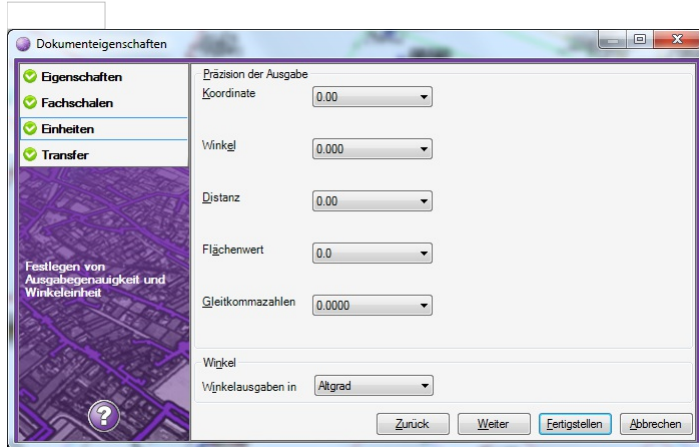 Dokumenteigenschaften
Eigenschaften
Fachschalen
Einheiten
Transfer
Festlegen von
Ausgabegenauigkeit und
Winkeleinheit
?
Präzision der Ausgabe
Koordinate 0.00
Winkel 0.000
Distanz 0.00
Flächenwert 0.0
Gleitkommazahlen 0.0000
Winkel
Winkelausgaben in Altgrad
Zurück Weiter Fertigstellen Abbrechen